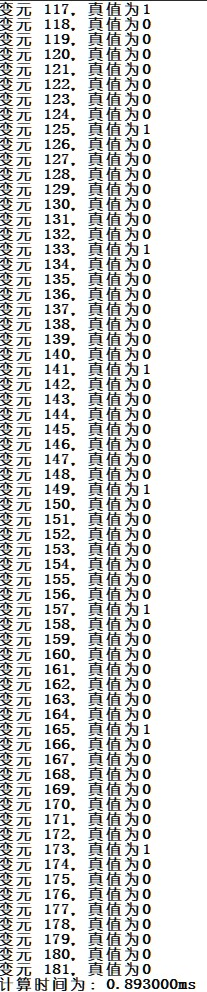 变元 117, 真值为1
变元 118, 真值为0
变元 119, 真值为0
变元 120, 真值为0
变元 121, 真值为0
变元 122, 真值为0
变元 123, 真值为0
变元 124, 真值为0
变元 125, 真值为1
变元 126, 真值为0
变元 127, 真值为0
变元 128, 真值为0
变元 129, 真值为0
变元 130, 真值为0
变元 131, 真值为0
变元 132, 真值为0
变元 133, 真值为1
变元 134, 真值为0
变元 135, 真值为0
变元 136, 真值为0
变元 137, 真值为0
变元 138, 真值为0
变元 139, 真值为0
变元 140, 真值为0
变元 141, 真值为1
变元 142, 真值为0
变元 143, 真值为0
变元 144, 真值为0
变元 145, 真值为0
变元 146, 真值为0
变元 147, 真值为0
变元 148, 真值为0
变元 149, 真值为1
变元 150, 真值为0
变元 151, 真值为0
变元 152, 真值为0
变元 153, 真值为0
变元 154, 真值为0
变元 155, 真值为0
变元 156, 真值为0
变元 157, 真值为1
变元 158, 真值为0
变元 159, 真值为0
变元 160, 真值为0
变元 161, 真值为0
变元 162, 真值为0
变元 163, 真值为0
变元 164, 真值为0
变元 165, 真值为1
变元 166, 真值为0
变元 167, 真值为0
变元 168, 真值为0
变元 169, 真值为0
变元 170, 真值为0
变元 171, 真值为0
变元 172, 真值为0
变元 173, 真值为1
变元 174, 真值为0
变元 175, 真值为0
变元 176, 真值为0
变元 177, 真值为0
变元 178, 真值为0
变元 179, 真值为0
变元 180, 真值为0
变元 181, 真值为0
计算时间为: 0.893000ms